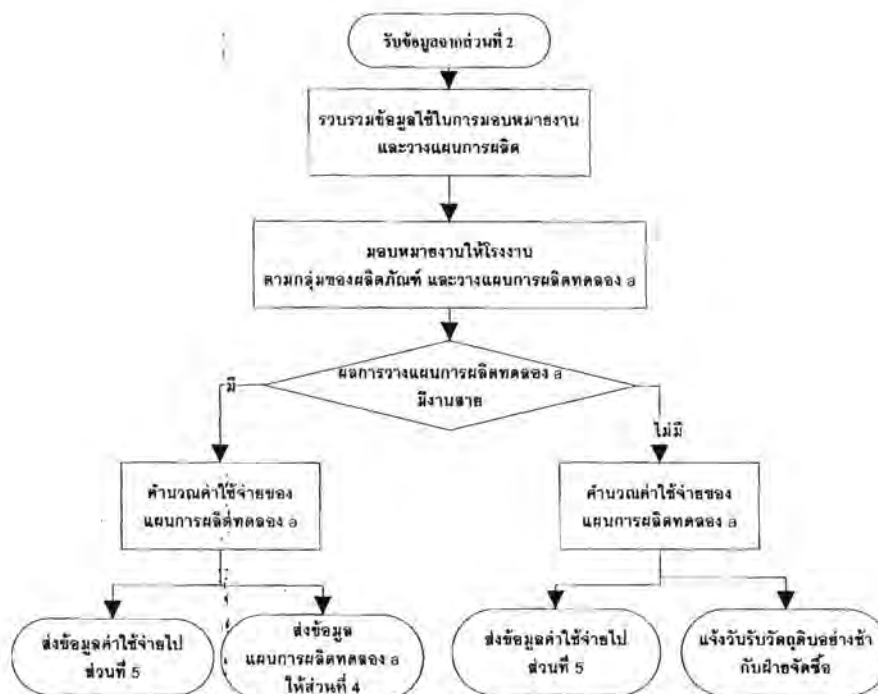 รับข้อมูลจากส่วนที่ 2
รวบรวมข้อมูลใช้ในการมอบหมายงาน
และวางแผนการผลิต
มอบหมายงานให้โรงงาน
ตามกลุ่มของผลิตภัณฑ์ และวางแผนการผลิตทดลอง a
ผลการวางแผนการผลิตทดลอง a
มีงานสาย
มี
ไม่มี
คำนวณค่าใช้จ่ายของ
แผนการผลิตทดลอง a
คำนวณค่าใช้จ่ายของ
แผนการผลิตทดลอง a
ส่งข้อมูลค่าใช้จ่ายไป
ส่วนที่ 5
ส่งข้อมูล
แผนการผลิตทดลอง a
ให้ส่วนที่ 4
ส่งข้อมูลค่าใช้จ่ายไป
ส่วนที่ 5
แจ้งวันรับวัตถุดิบอย่างช้า
กับฝ่ายจัดซื้อ